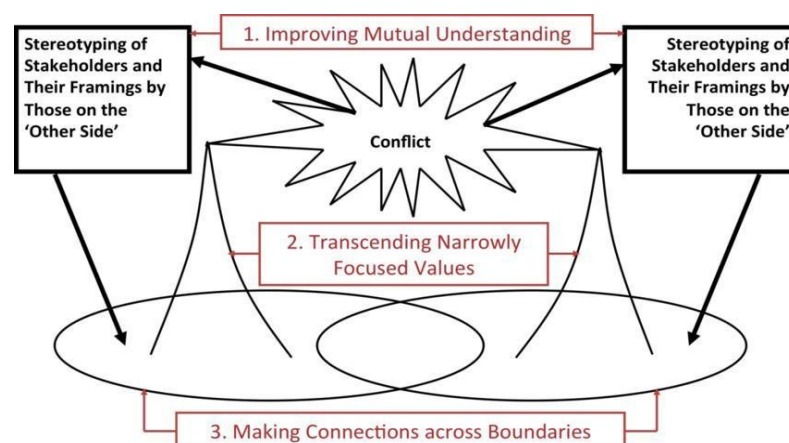 1. Improving Mutual Understanding
Stereotyping of
Stakeholders and
Their Framings by
Those on the
‘Other Side’
Stereotyping of
Stakeholders and
Their Framings by
Those on the
‘Other Side’
Conflict
2. Transcending Narrowly
Focused Values
3. Making Connections across Boundaries